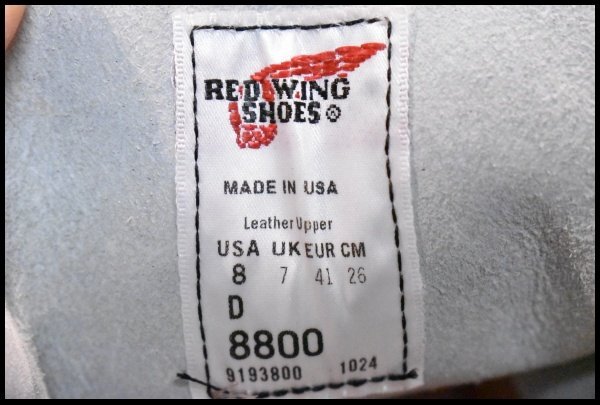 RED WING
SHOES ®
MADE IN USA
Leather Upper
USA UK EUR CM
8 7 41 26
D
8800
9193800 1024